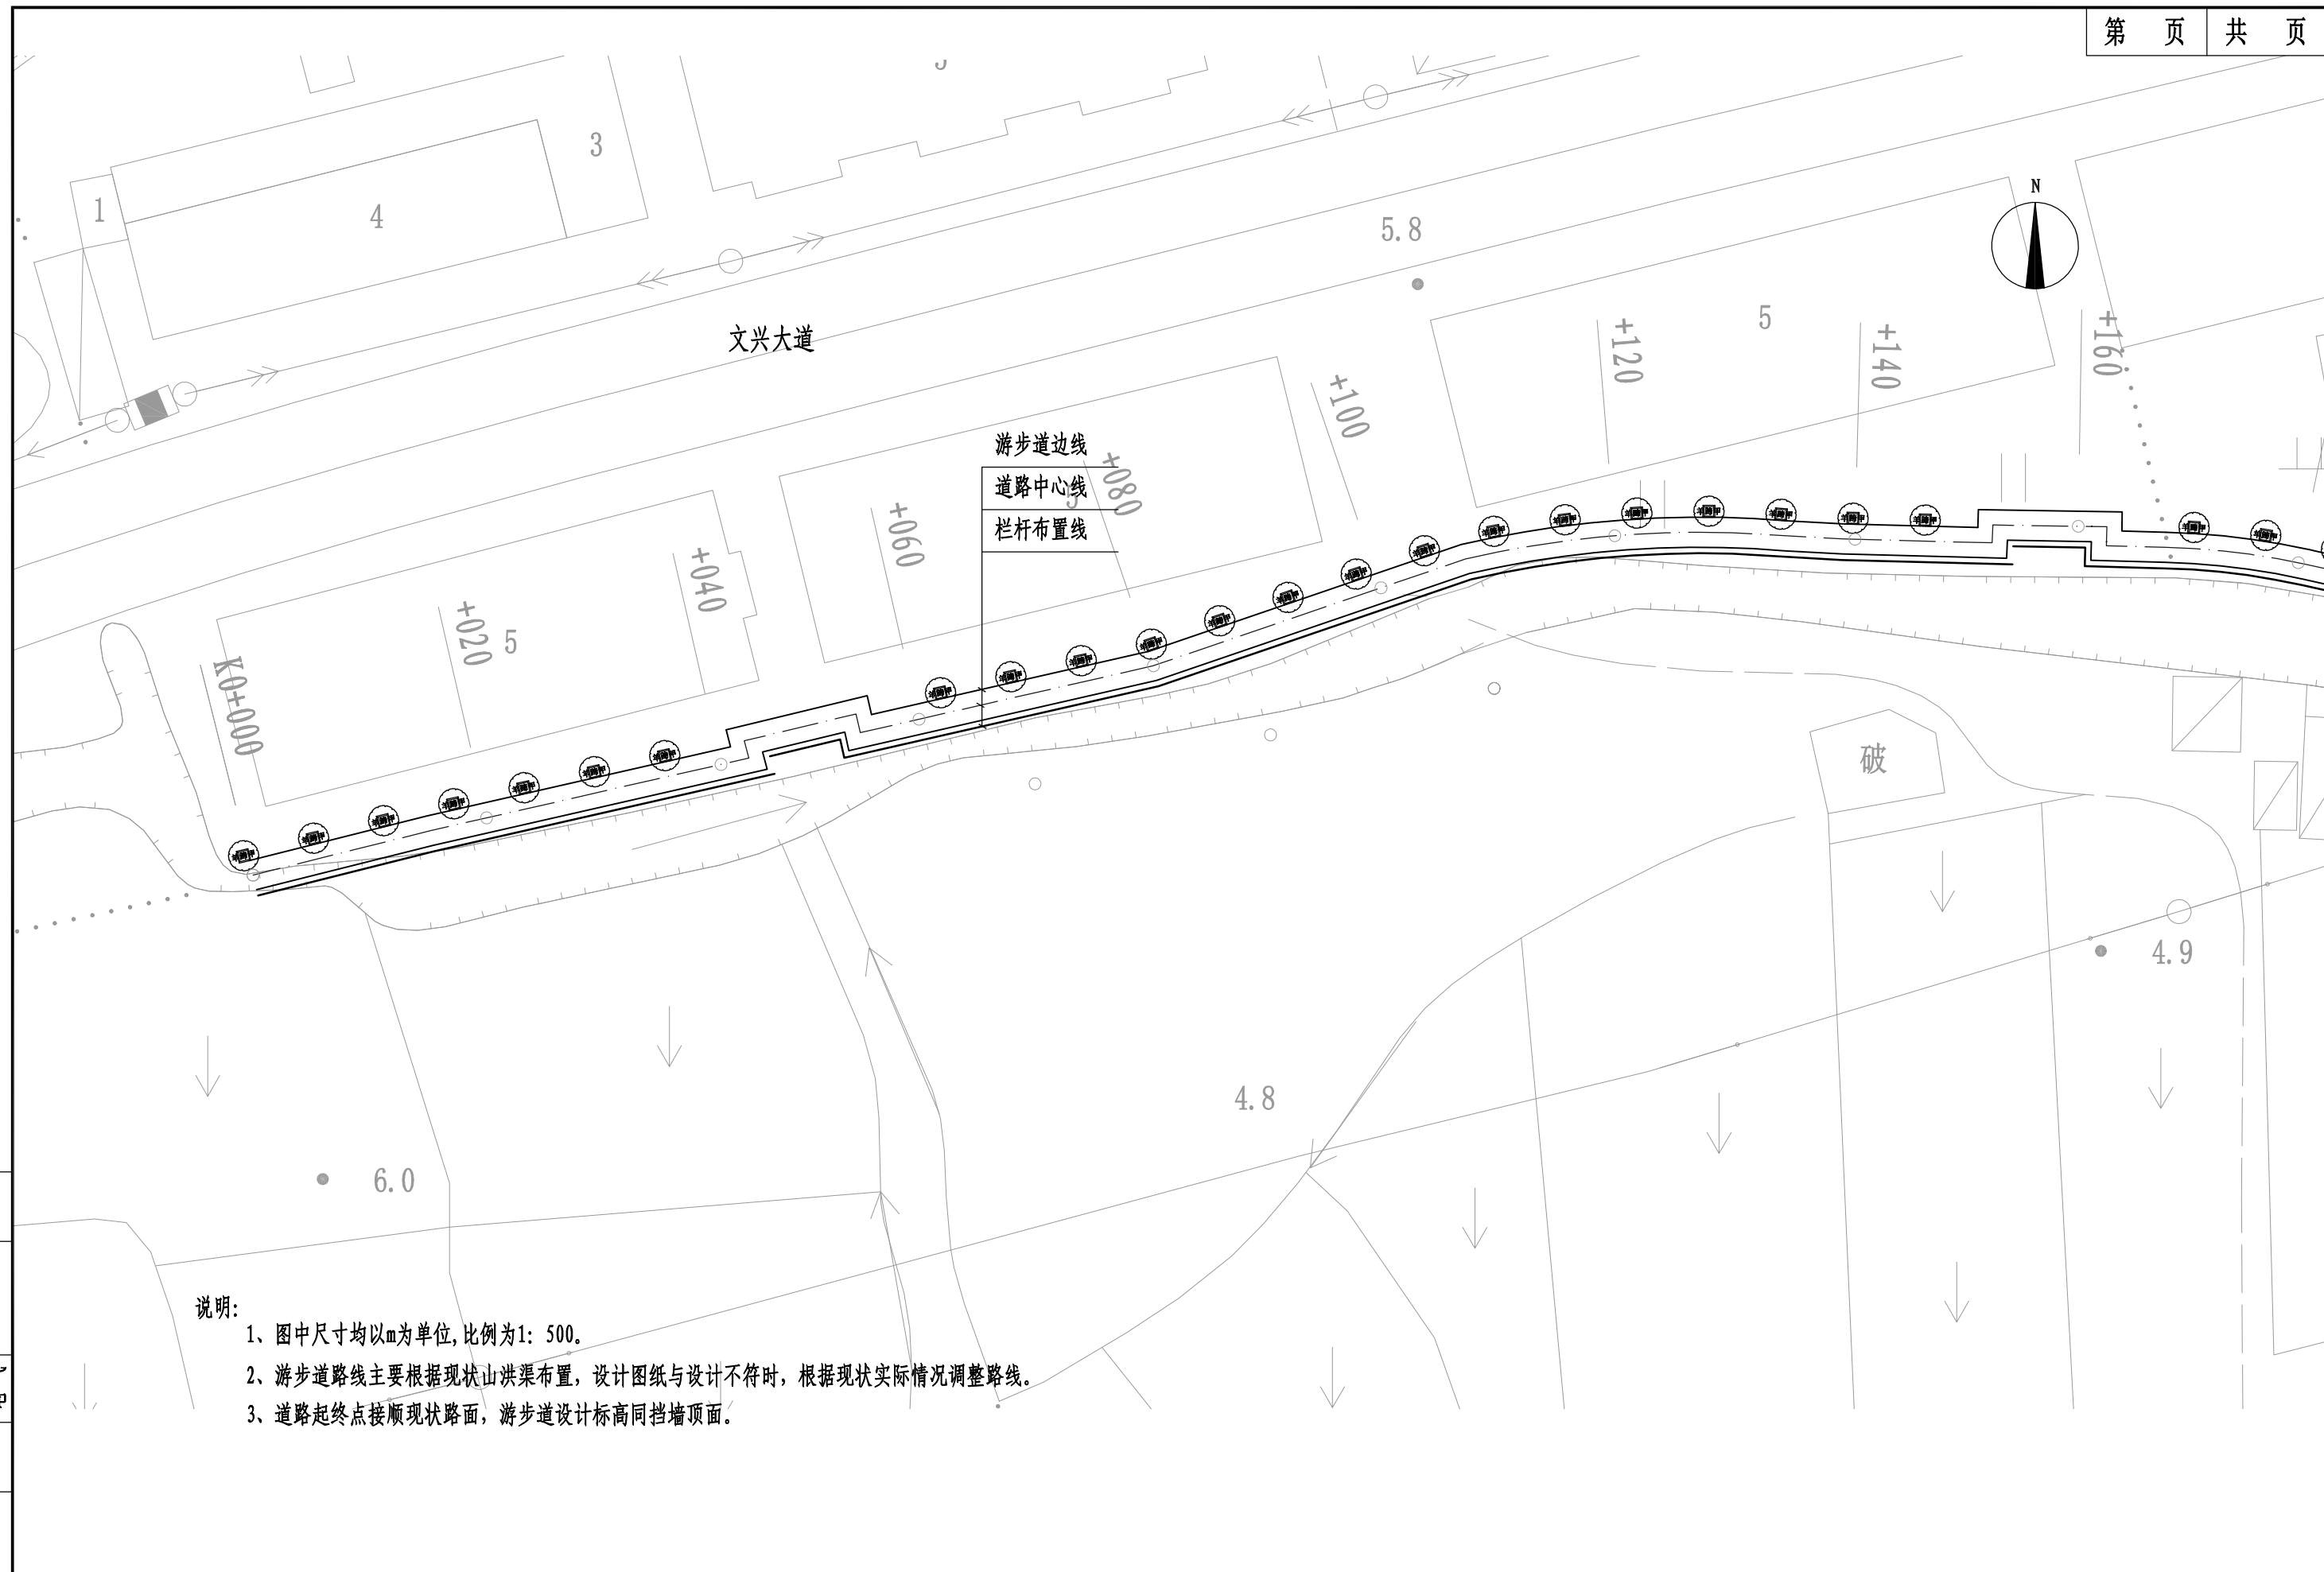 第 页 共 页
3
1
4
N
5.8
文兴大道
5
+120
+140
+160
+100
游步道边线
道路中心线
栏杆布置线
+080
5
+060
+040
+020
5
K0+000
破
4.9
4.8
6.0
说明:
1、图中尺寸均以m为单位,比例为1: 500。
2、游步道路线主要根据现状山洪渠布置, 设计图纸与设计不符时, 根据现状实际情况调整路线。
3、道路起终点接顺现状路面, 游步道设计标高同挡墙顶面。